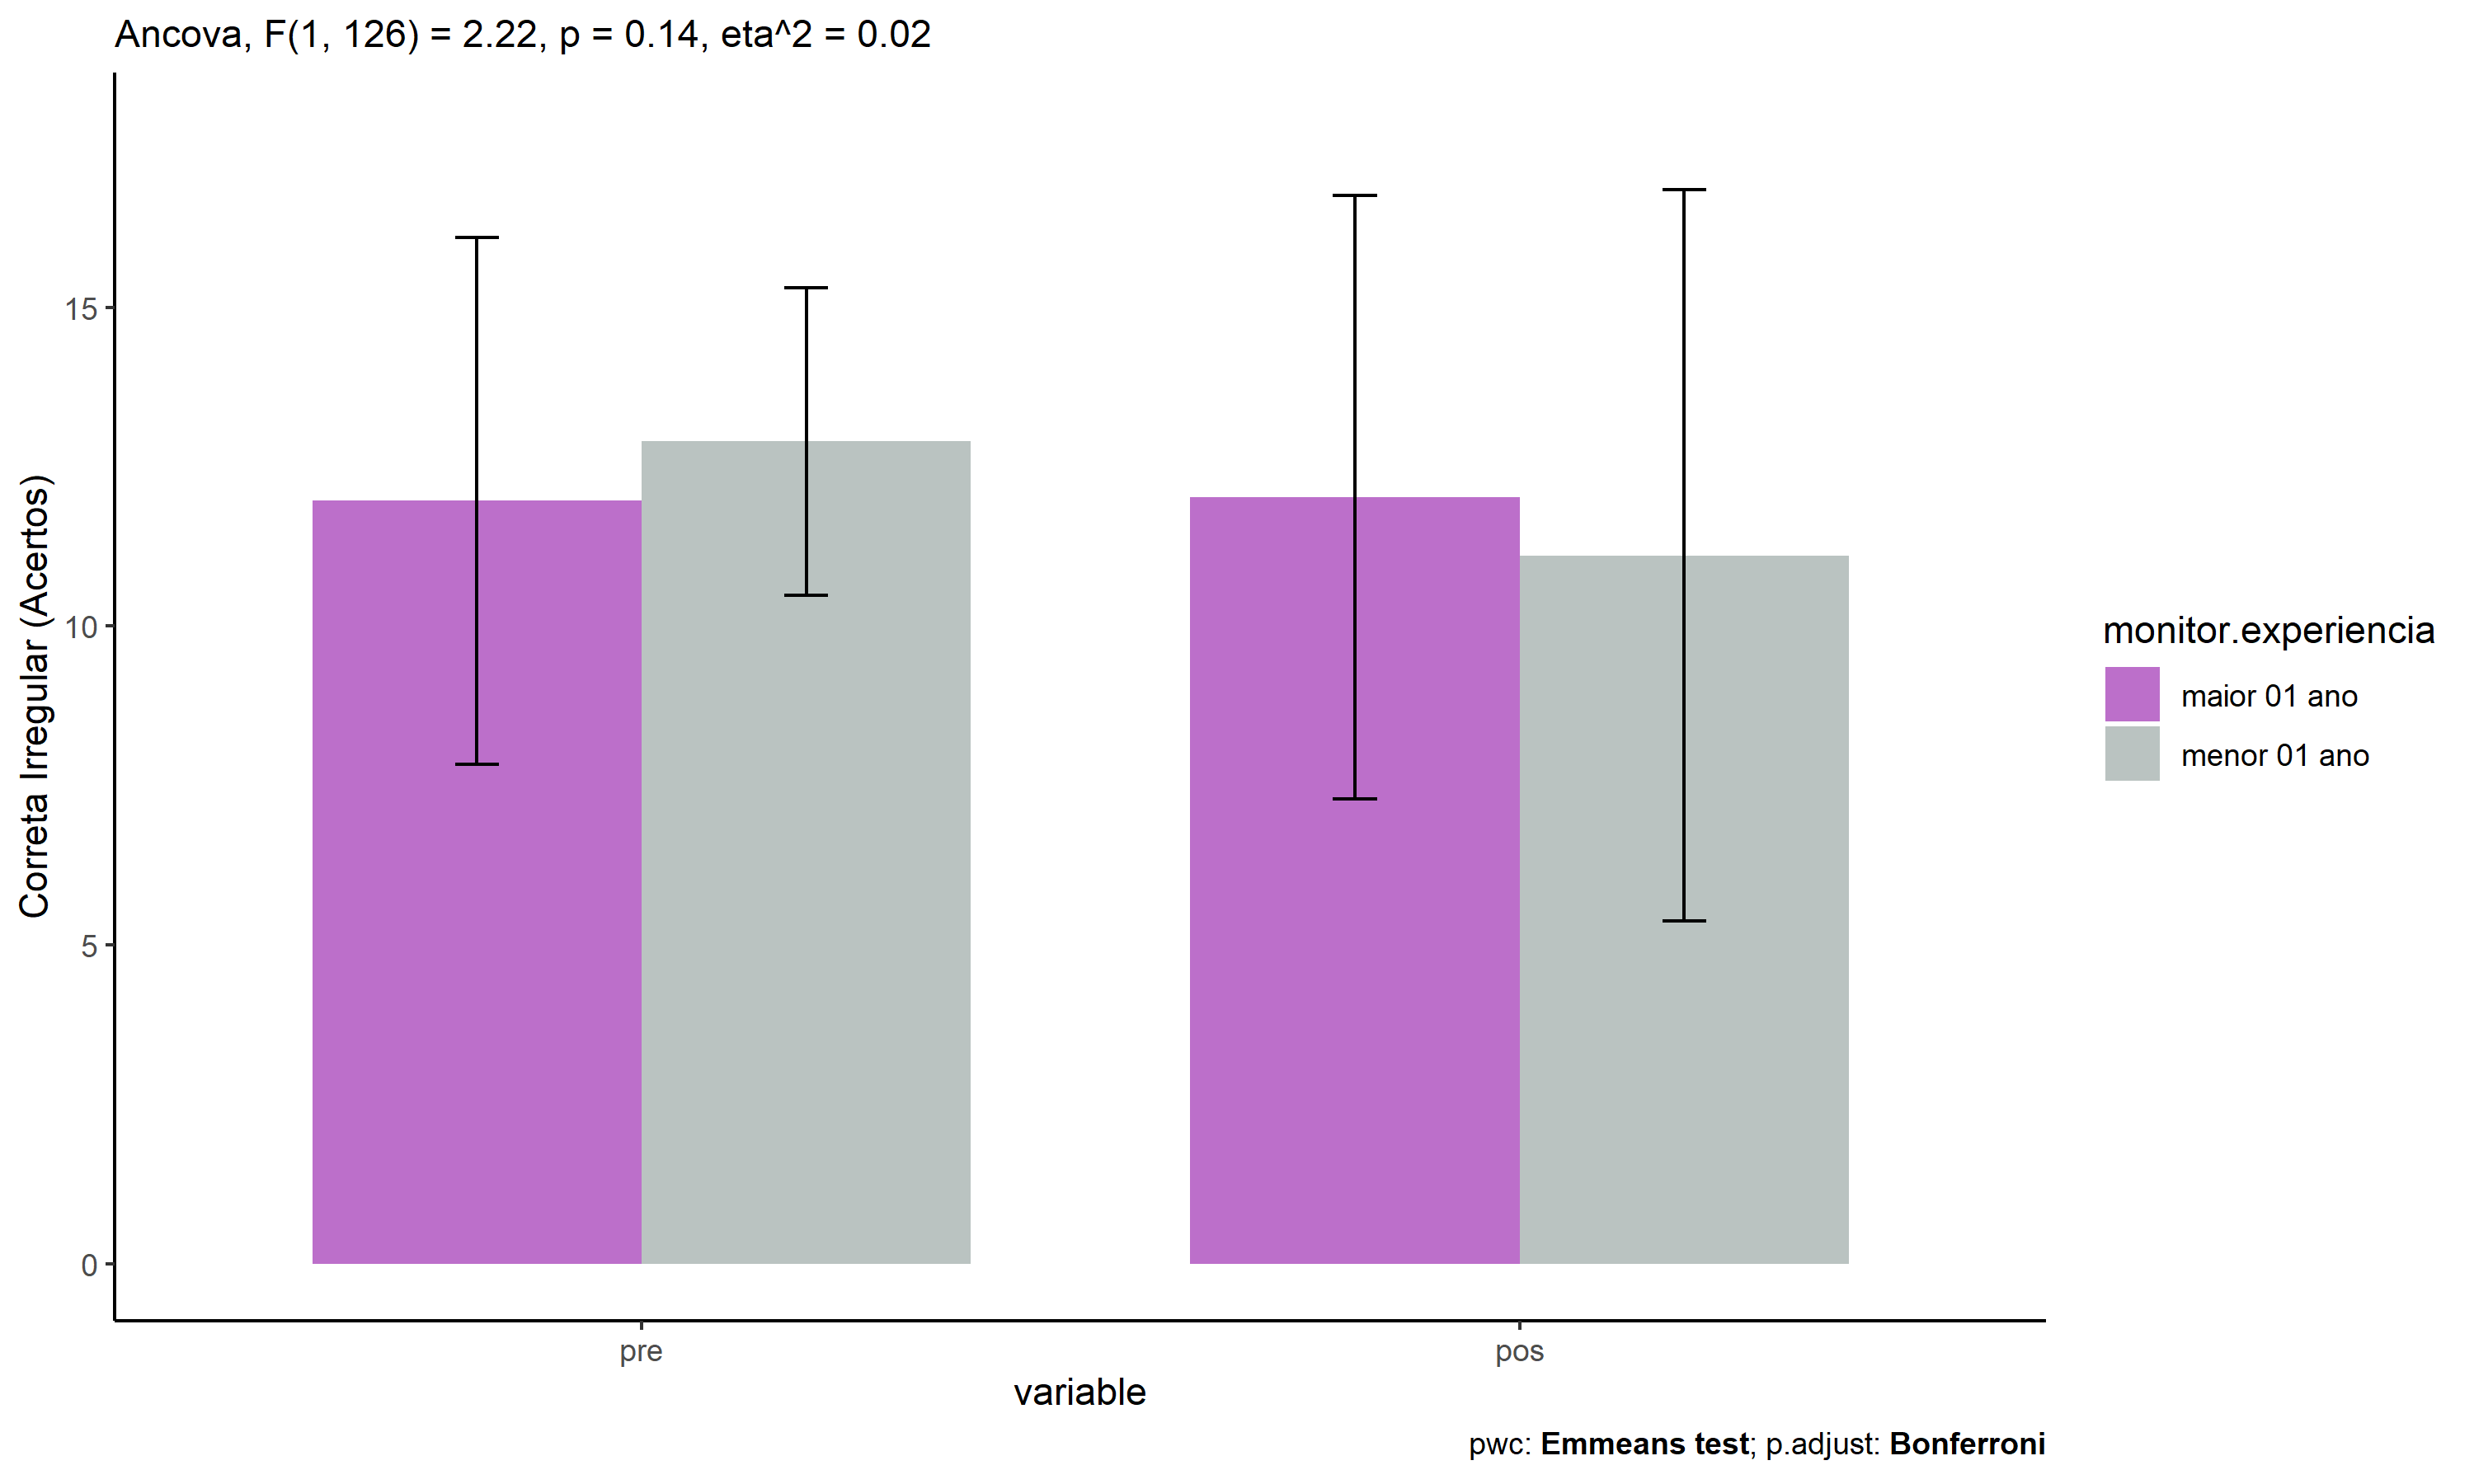 Ancova, F(1, 126) = 2.22, p = 0.14, eta^2 = 0.02
Correta Irregular (Acertos)
15
10
5
0
pre
pos
variable
monitor.experiencia
maior 01 ano
menor 01 ano
pwc: Emmeans test; p.adjust: Bonferroni